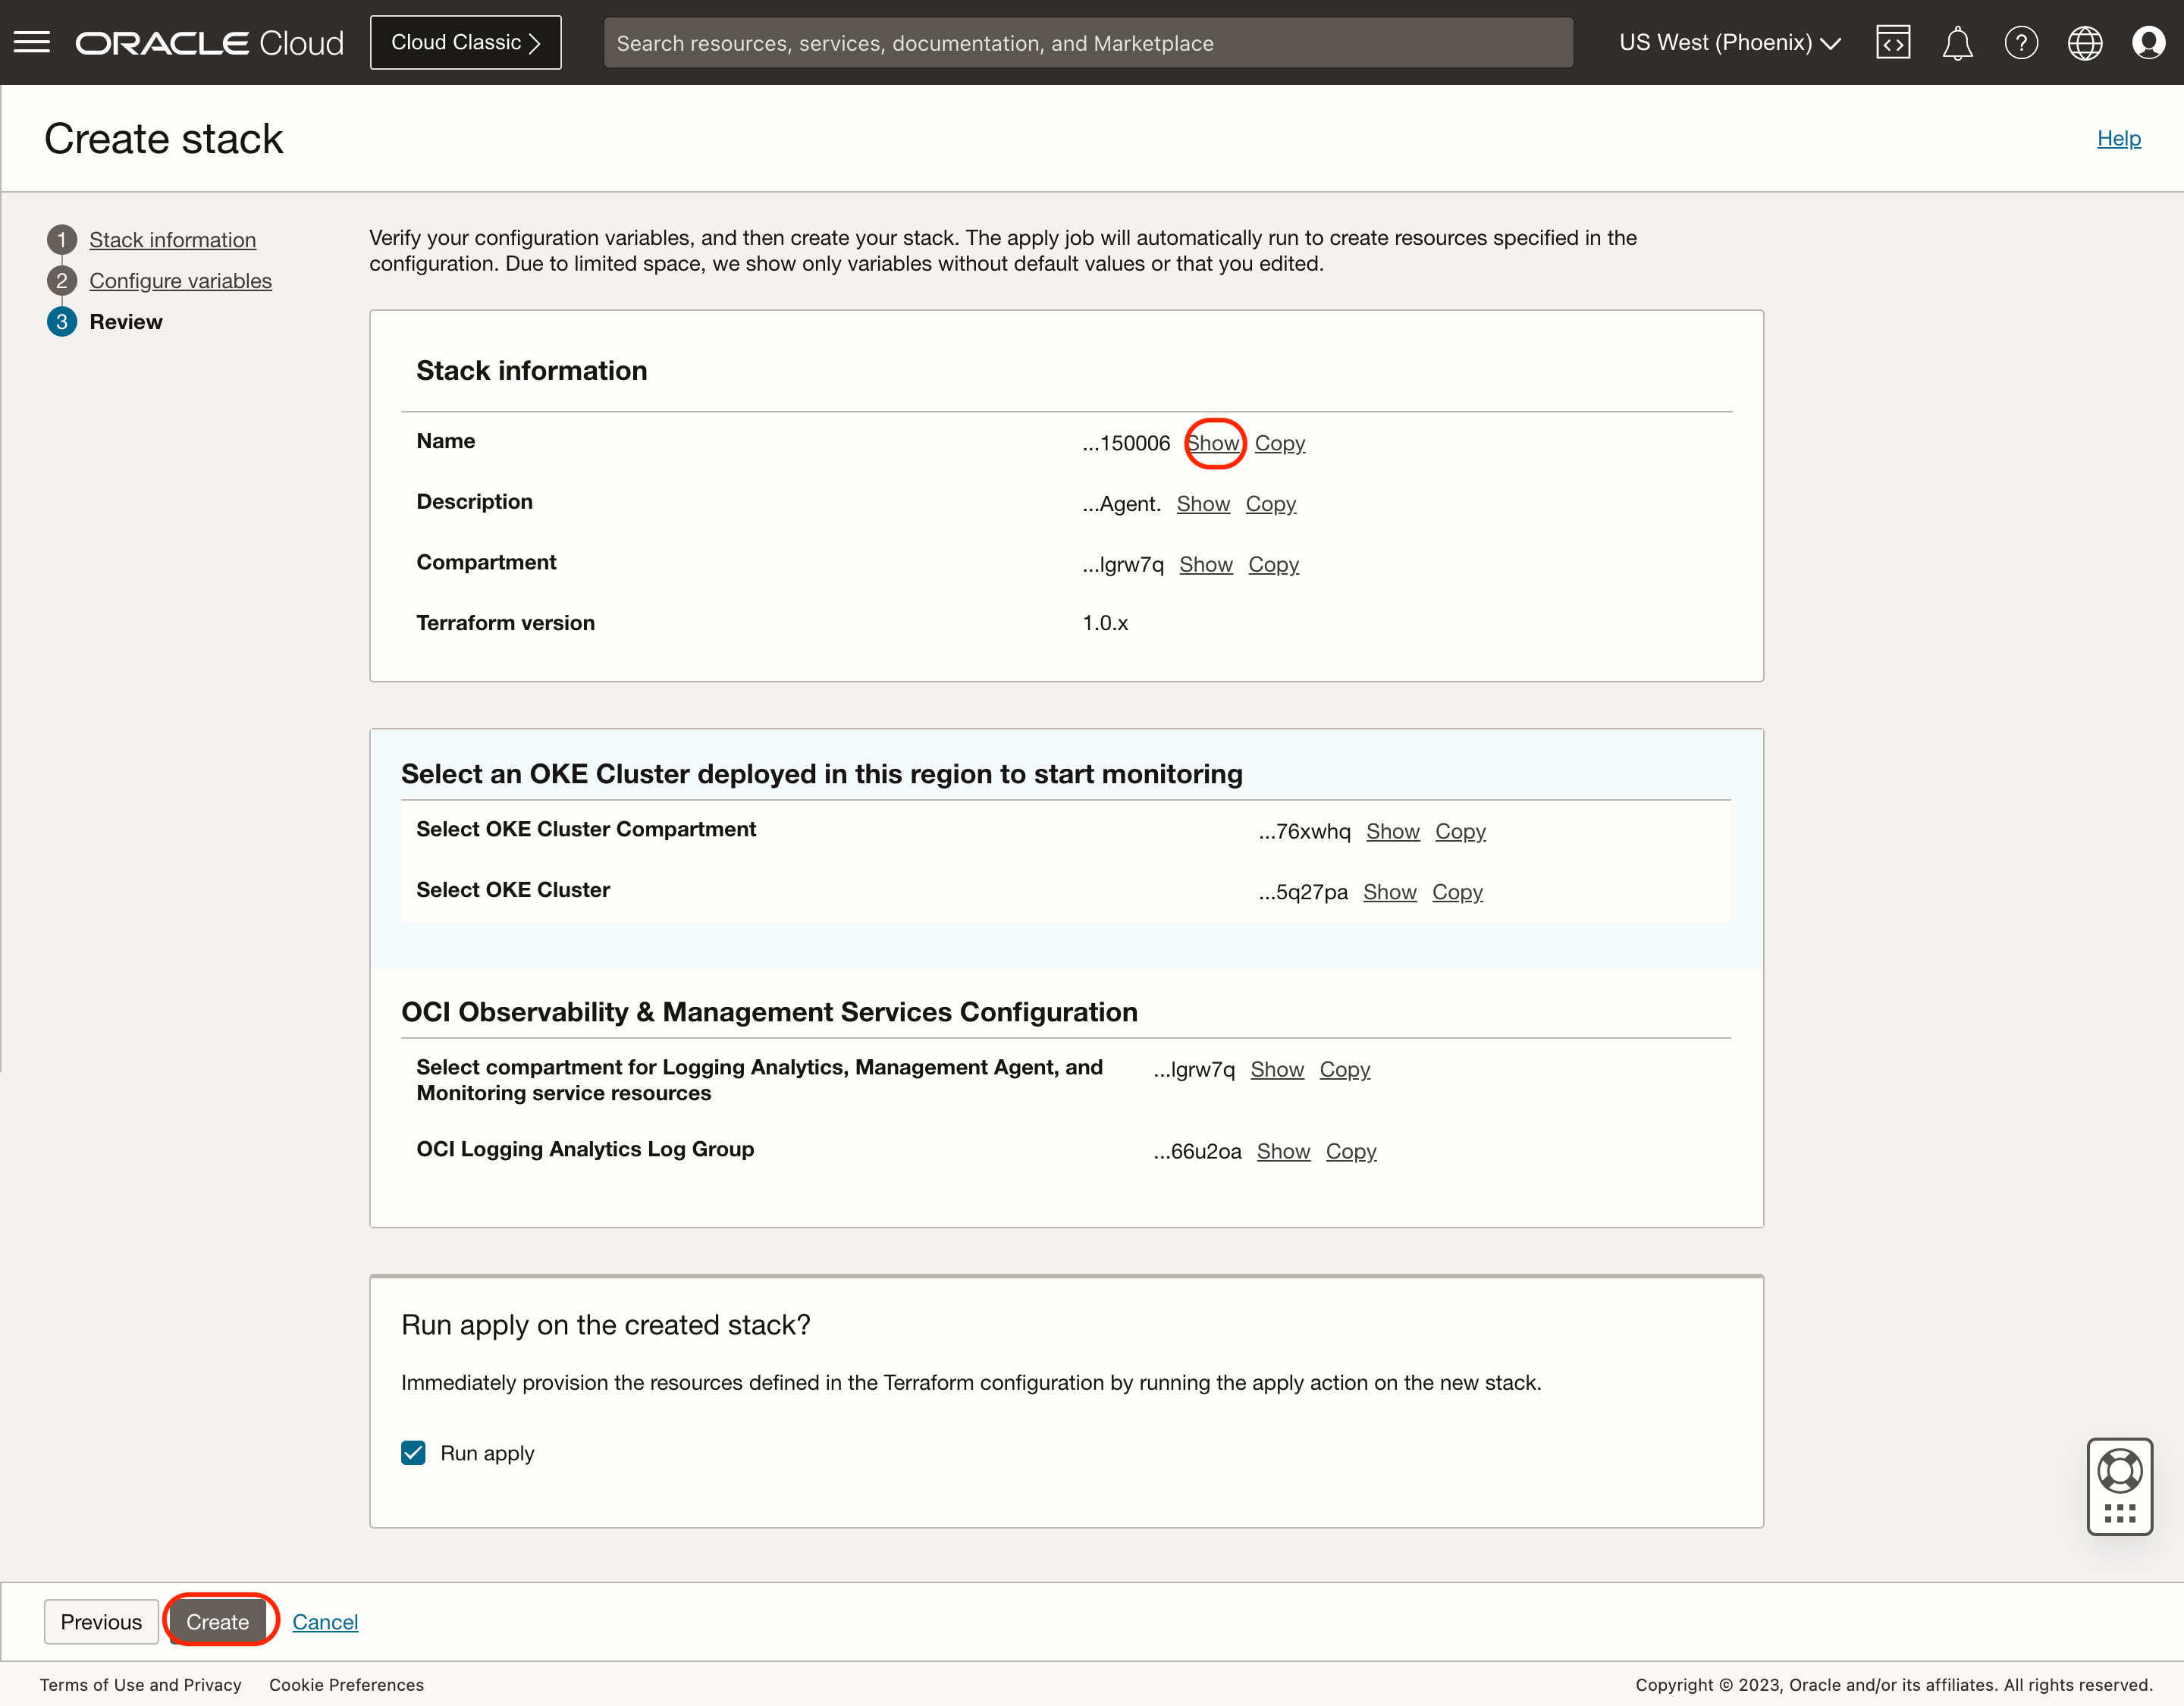 ORACLE Cloud
Cloud Classic
Search resources, services, documentation, and Marketplace
US West (Phoenix)
Create stack
Help
1 Stack information
2 Configure variables
3 Review
Verify your configuration variables, and then create your stack. The apply job will automatically run to create resources specified in the
configuration. Due to limited space, we show only variables without default values or that you edited.
Stack information
Name ...150006 Show Copy
Description ...Agent. Show Copy
Compartment ...lgrw7q Show Copy
Terraform version 1.0.x
Select an OKE Cluster deployed in this region to start monitoring
Select OKE Cluster Compartment ...76xwhq Show Copy
Select OKE Cluster ...5q27pa Show Copy
OCI Observability & Management Services Configuration
Select compartment for Logging Analytics, Management Agent, and ...lgrw7q Show Copy
Monitoring service resources
OCI Logging Analytics Log Group ...66u2oa Show Copy
Run apply on the created stack?
Immediately provision the resources defined in the Terraform configuration by running the apply action on the new stack.
Run apply
Previous Create Cancel
Terms of Use and Privacy Cookie Preferences Copyright © 2023, Oracle and/or its affiliates. All rights reserved.